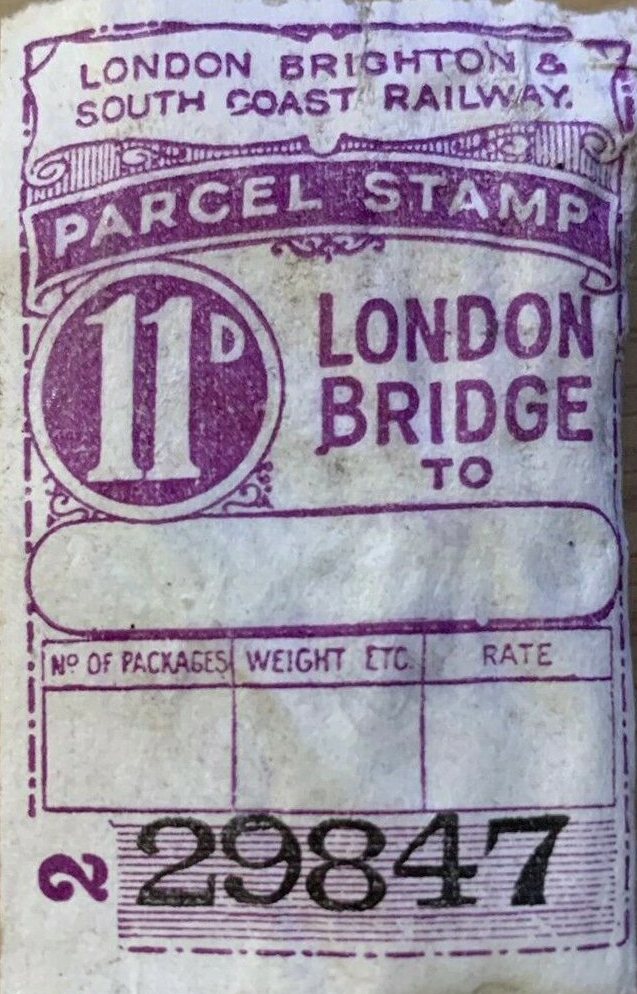 LONDON BRIGHTON &
SOUTH COAST RAILWAY.
PARCEL STAMP
11D
LONDON
BRIDGE
TO
No OF PACKAGES WEIGHT ETC. RATE
2 29847